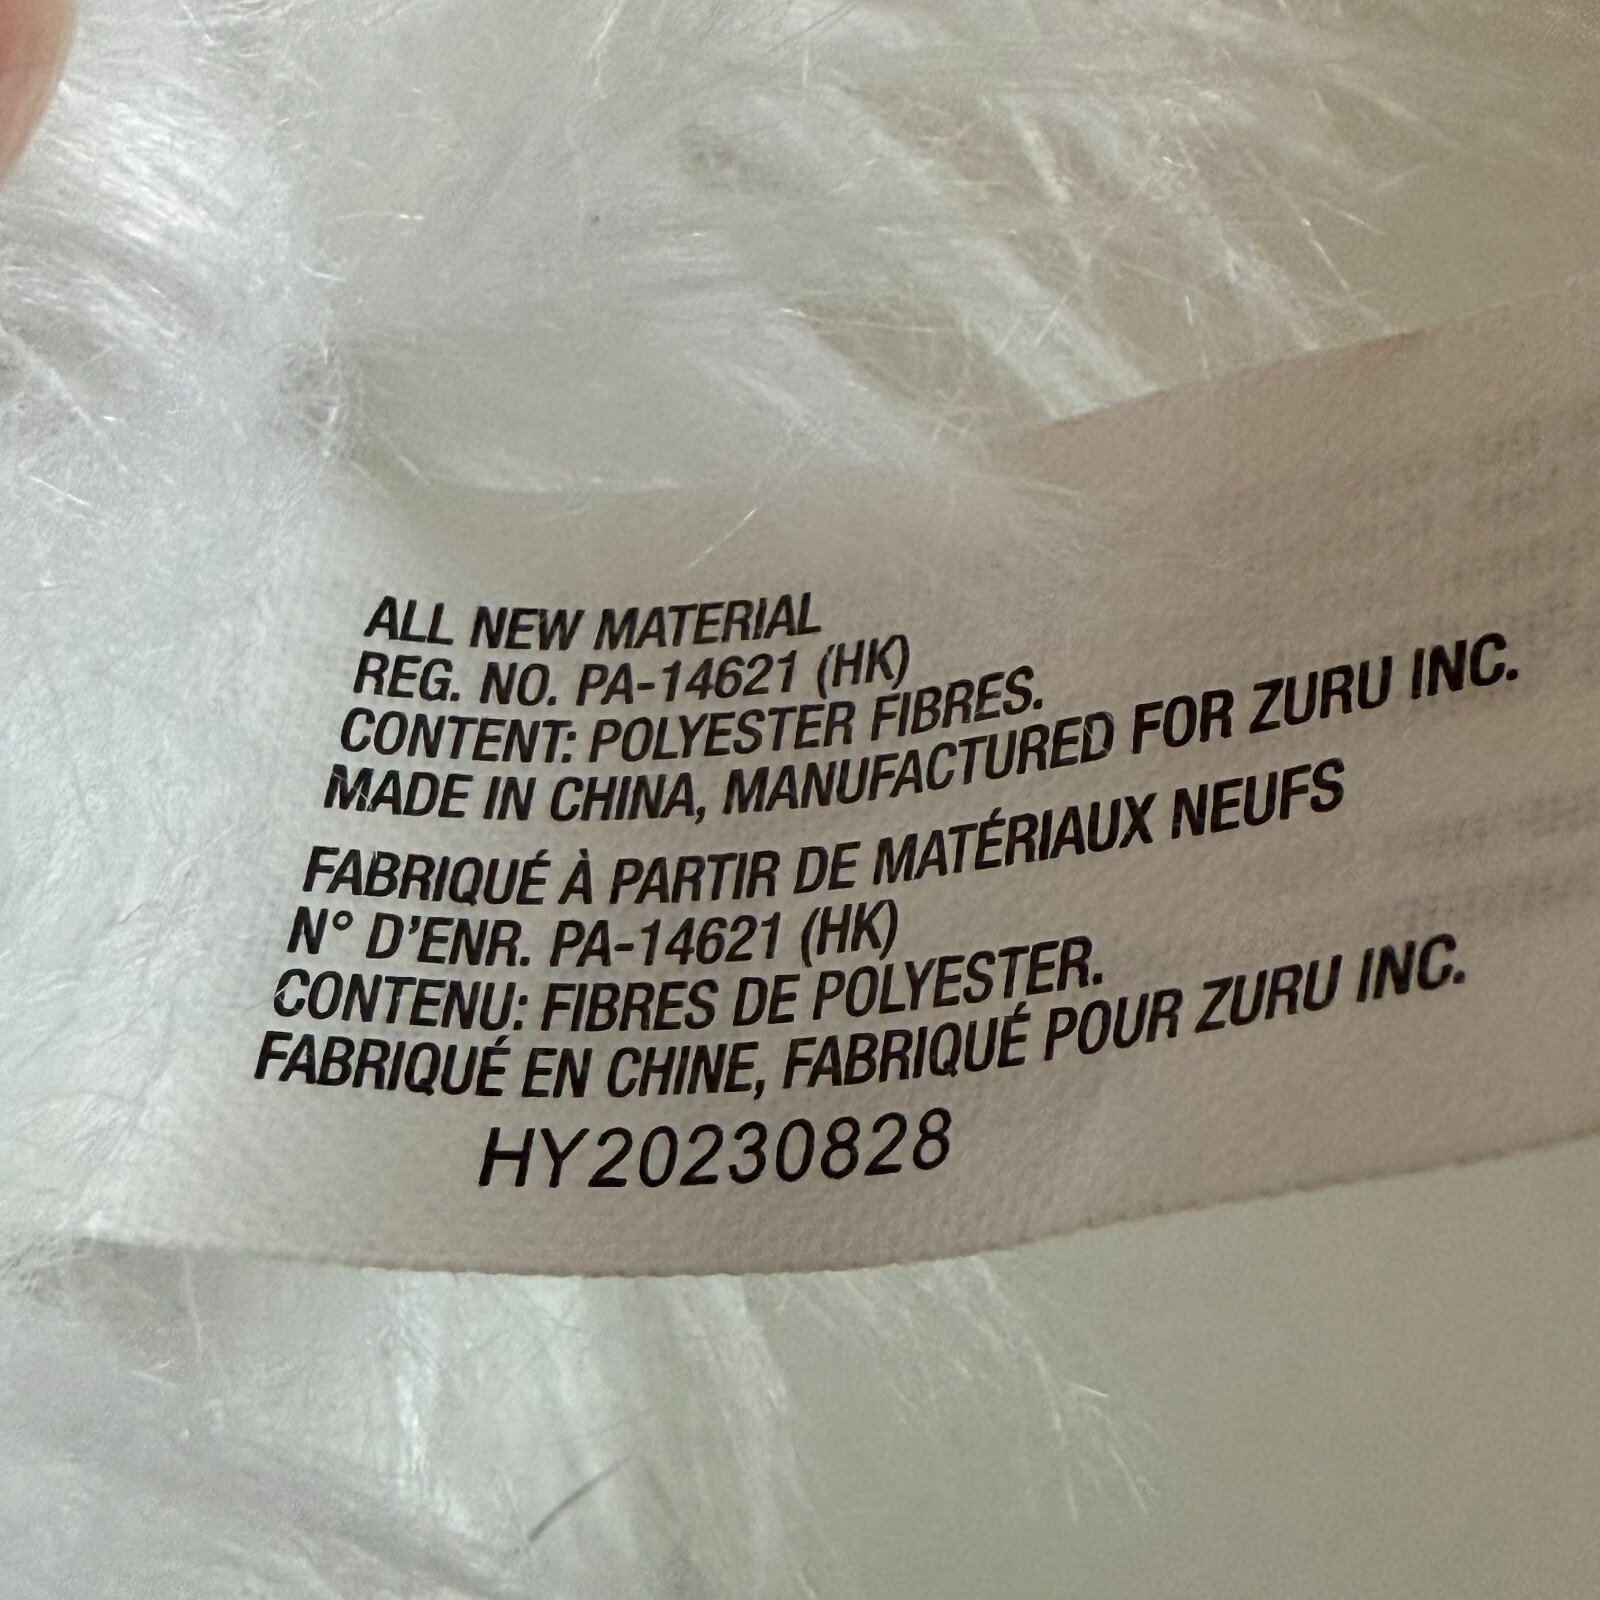 ALL NEW MATERIAL
REG. NO. PA-14621 (HK)
CONTENT: POLYESTER FIBRES.
MADE IN CHINA, MANUFACTURED FOR ZURU INC.
FABRIQUÉ À PARTIR DE MATÉRIAUX NEUFS
N° D'ENR. PA-14621 (HK)
CONTENU: FIBRES DE POLYESTER.
FABRIQUÉ EN CHINE, FABRIQUÉ POUR ZURU INC.
HY20230828